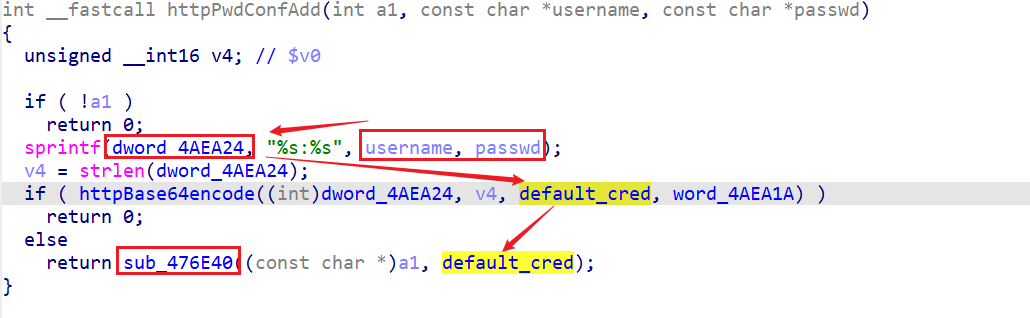 int __fastcall httpPwdConfAdd(int a1, const char *username, const char *passwd)
{
  unsigned __int16 v4; // $v0
  if ( !a1 )
    return 0;
  sprintf(dword_4AEA24, "%s:%s", username, passwd);
  v4 = strlen(dword_4AEA24);
  if ( httpBase64encode((int)dword_4AEA24, v4, default_cred, word_4AEA1A) )
    return 0;
  else
    return sub_476E40((const char *)a1, default_cred);
}